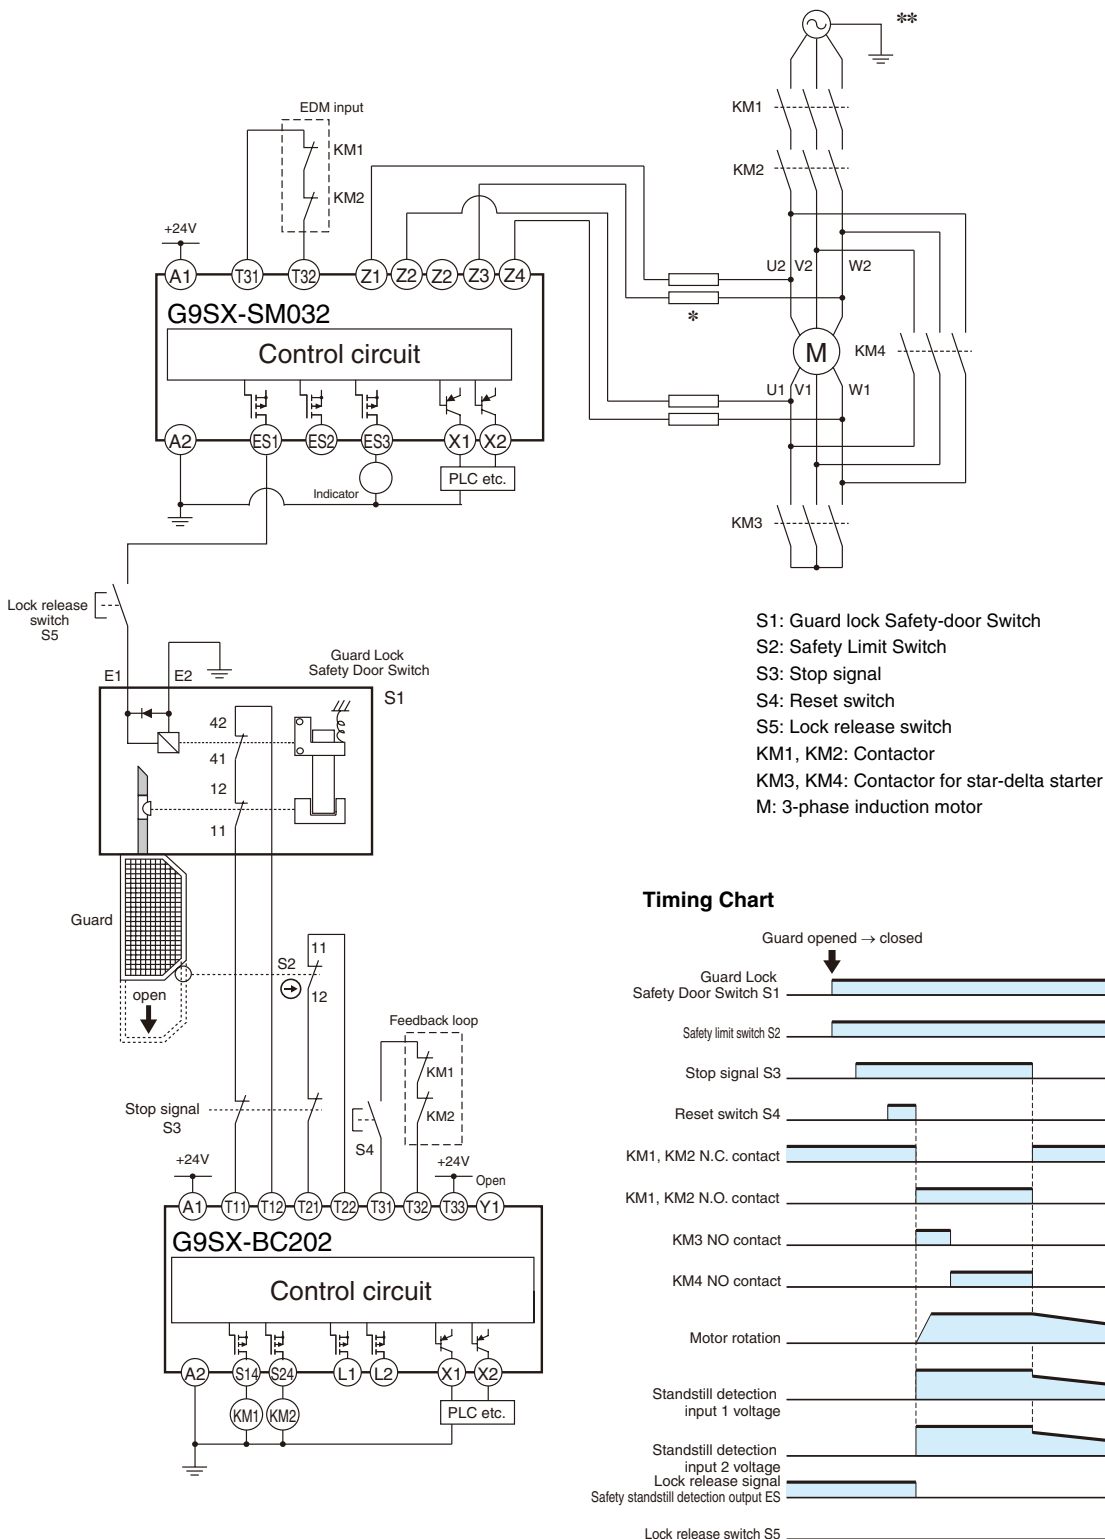 **
KM1
EDM input
KM1
KM2
KM2
+24V
A1 T31 T32 Z1 Z2 Z2 Z3 Z4
U2 V2 W2
G9SX-SM032
*
Control circuit
M
KM4
U1 V1 W1
A2 ES1 ES2 ES3 X1 X2
PLC etc.
Indicator
KM3
Lock release
switch
S5
S1: Guard lock Safety-door Switch
S2: Safety Limit Switch
S3: Stop signal
S4: Reset switch
S5: Lock release switch
KM1, KM2: Contactor
KM3, KM4: Contactor for star-delta starter
M: 3-phase induction motor
Guard Lock
Safety Door Switch
E1 E2
S1
42
41
12
11
Guard
open
S2
11
12
Feedback loop
KM1
KM2
Stop signal
S3
S4
+24V
+24V
Open
A1 T11 T12 T21 T22 T31 T32 T33 Y1
G9SX-BC202
Control circuit
A2 S14 S24 L1 L2 X1 X2
KM1 KM2
PLC etc.
Timing Chart
Guard opened → closed
Guard Lock
Safety Door Switch S1
Safety limit switch S2
Stop signal S3
Reset switch S4
KM1, KM2 N.C. contact
KM1, KM2 N.O. contact
KM3 NO contact
KM4 NO contact
Motor rotation
Standstill detection
input 1 voltage
Standstill detection
input 2 voltage
Lock release signal
Safety standstill detection output ES
Lock release switch S5